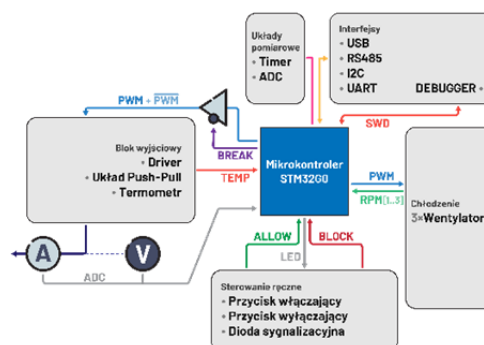 Układy
pomiarowe
• Timer
• ADC
Interfejsy
• USB
• RS485
• I2C
• UART
DEBUGGER •
PWM + PWM
BREAK
SWD
Blok wyjściowy
• Driver
• Układ Push-Pull
• Termometr
TEMP
Mikrokontroler
STM32G0
PWM
RPM[1..3]
Chłodzenie
3×Wentylator
A
V
ADC
ALLOW
LED
BLOCK
Sterowanie ręczne
• Przycisk włączający
• Przycisk wyłączający
• Dioda sygnalizacyjna